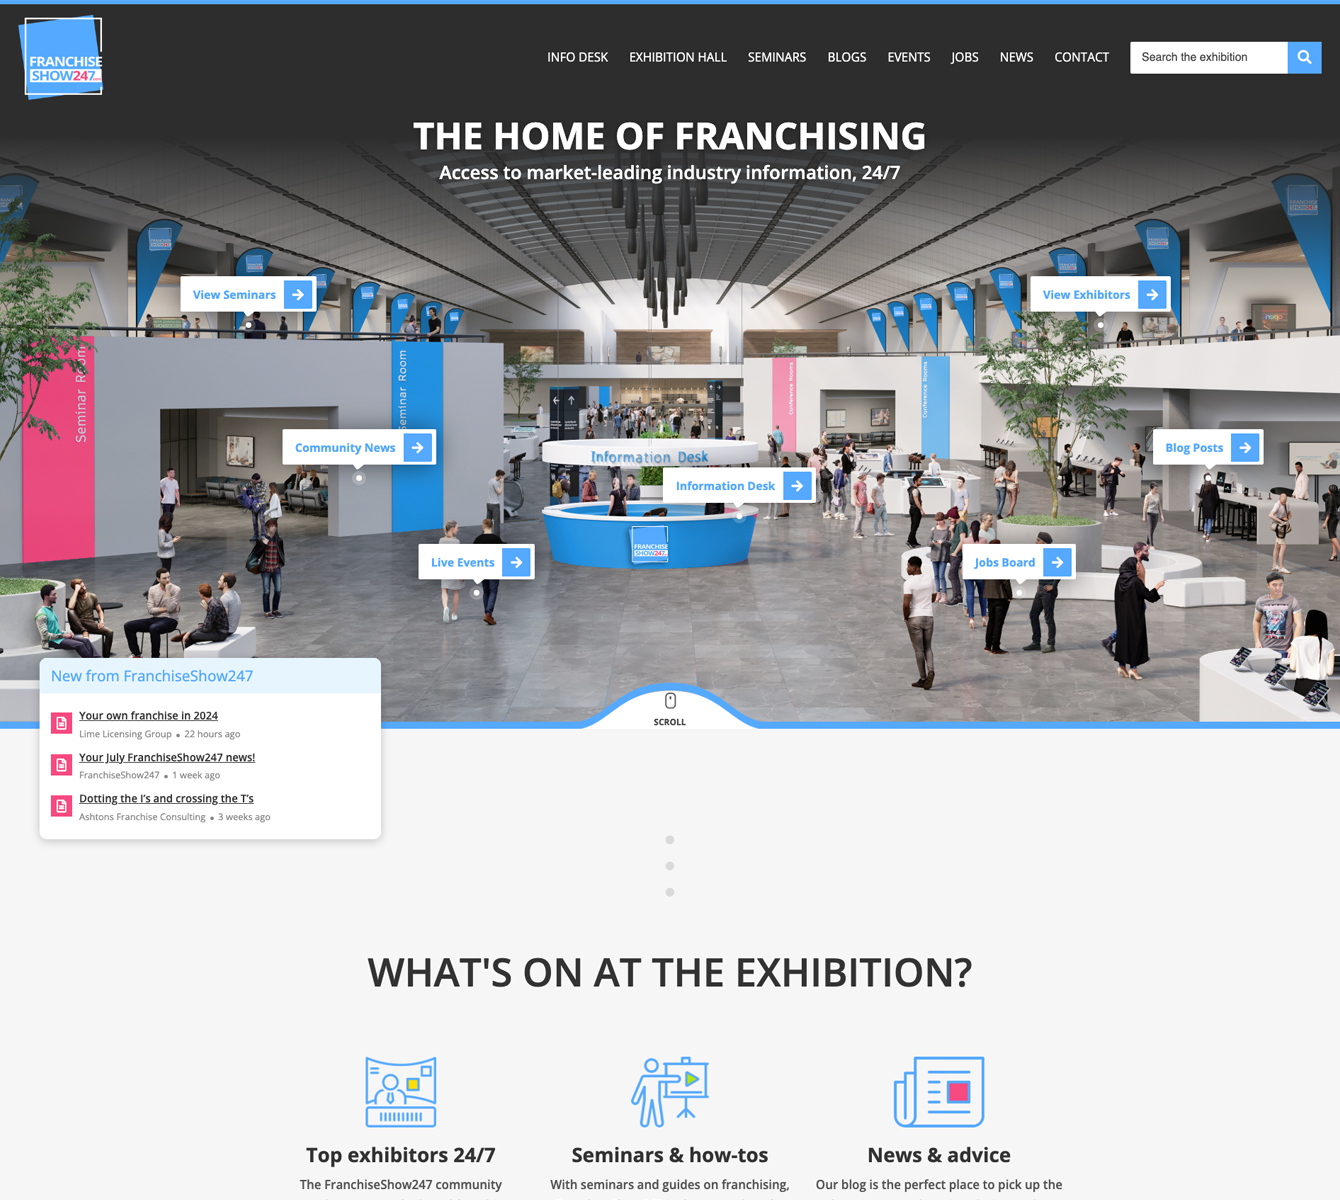 FRANCHISE
SHOW247.com
INFO DESK
EXHIBITION HALL
SEMINARS
BLOGS
EVENTS
JOBS
NEWS
CONTACT
Search the exhibition
THE HOME OF FRANCHISING
Access to market-leading industry information, 24/7
View Seminars
View Exhibitors
Seminar Room
Seminar Room
Conference Rooms
Conference Rooms
Community News
Information Desk
Information Desk
Blog Posts
FRANCHISE
SHOW247
Live Events
Jobs Board
New from FranchiseShow247
Your own franchise in 2024
Lime Licensing Group • 22 hours ago
Your July FranchiseShow247 news!
FranchiseShow247 • 1 week ago
Dotting the I's and crossing the T's
Ashtons Franchise Consulting • 3 weeks ago
SCROLL
WHAT'S ON AT THE EXHIBITION?
Top exhibitors 24/7
The FranchiseShow247 community
Seminars & how-tos
With seminars and guides on franchising,
News & advice
Our blog is the perfect place to pick up the